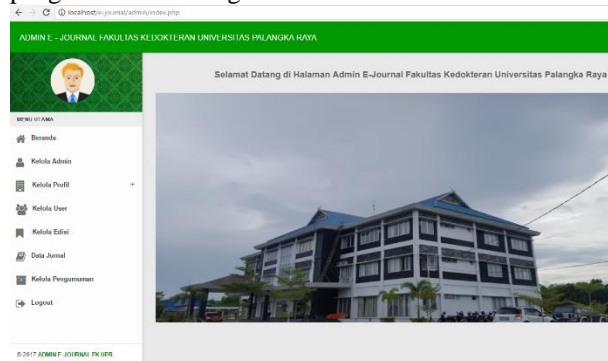 localhost/e-journal/admin/index.php
ADMIN E - JOURNAL FAKULTAS KEDOKTERAN UNIVERSITAS PALANGKA RAYA
Selamat Datang di Halaman Admin E-Journal Fakultas Kedokteran Universitas Palangka Raya
MENU UTAMA
Beranda
Kelola Admin
Kelola Profil
Kelola User
Kelola Edisi
Data Jurnal
Kelola Pengumuman
Logout
© 2017 ADMIN E-JOURNAL FK UPR